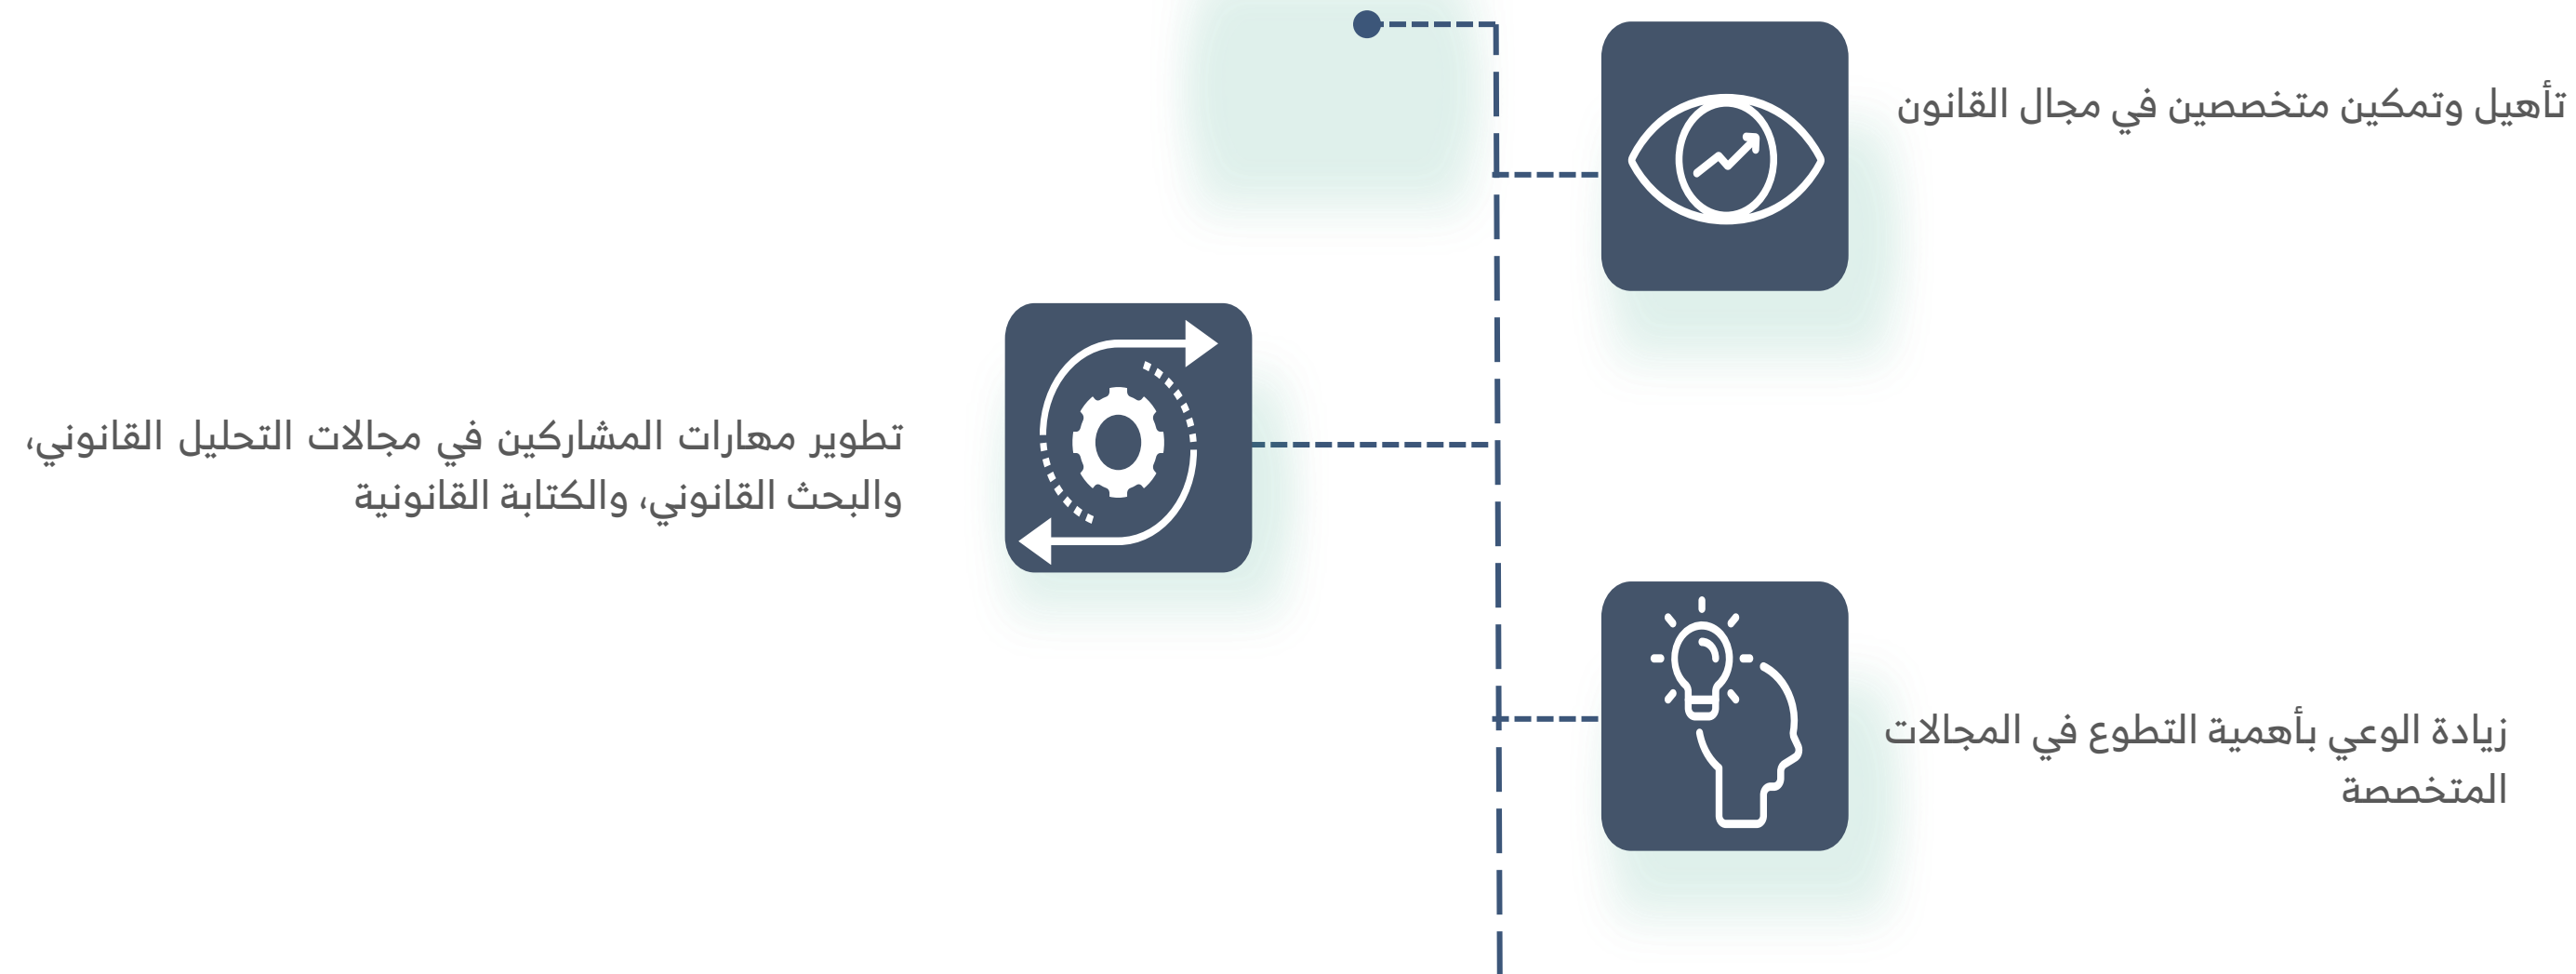 تأهيل وتمكين متخصصين في مجال القانون
تطوير مهارات المشاركين في مجالات التحليل القانوني،
والبحث القانوني، والكتابة القانونية
زيادة الوعي بأهمية التطوع في المجالات
المتخصصة